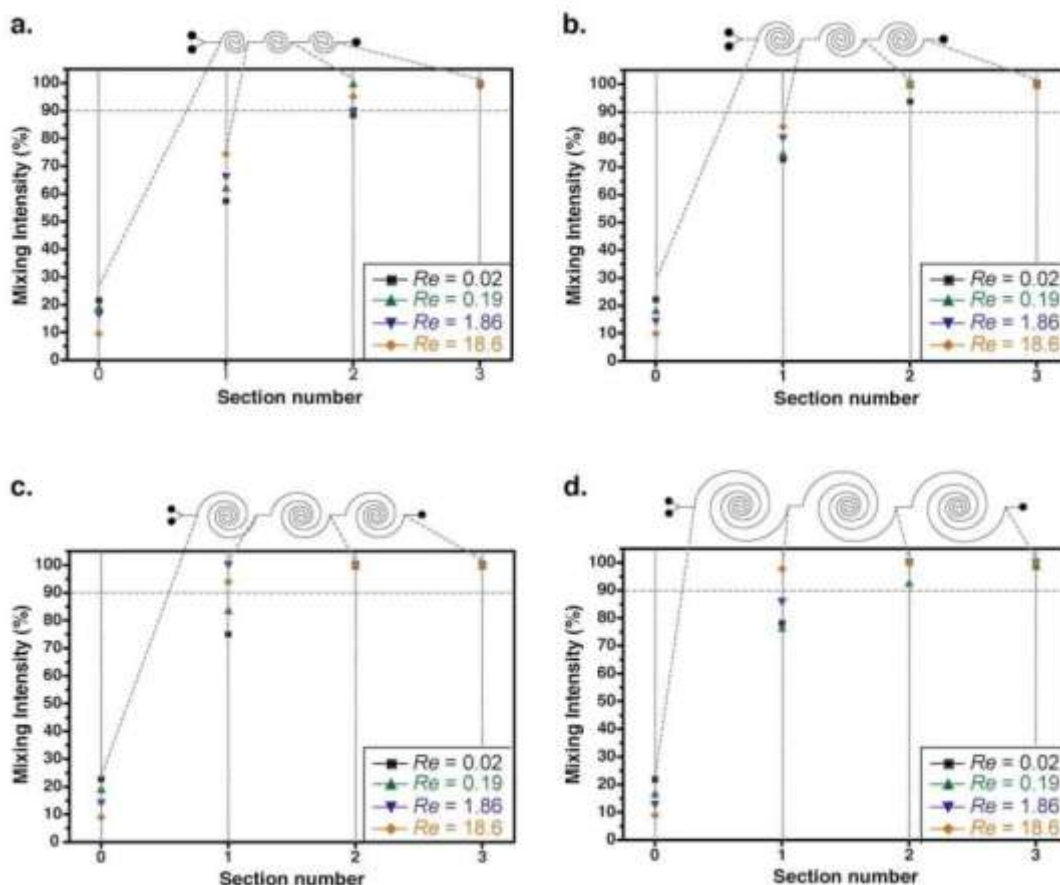 a.
Mixing Intensity (%)
100
90
80
70
60
50
40
30
20
10
0
0 1 2 3
Section number
Re = 0.02
Re = 0.19
Re = 1.86
Re = 18.6
b.
Mixing Intensity (%)
100
90
80
70
60
50
40
30
20
10
0
0 1 2 3
Section number
Re = 0.02
Re = 0.19
Re = 1.86
Re = 18.6
c.
Mixing Intensity (%)
100
90
80
70
60
50
40
30
20
10
0
0 1 2 3
Section number
Re = 0.02
Re = 0.19
Re = 1.86
Re = 18.6
d.
Mixing Intensity (%)
100
90
80
70
60
50
40
30
20
10
0
0 1 2 3
Section number
Re = 0.02
Re = 0.19
Re = 1.86
Re = 18.6